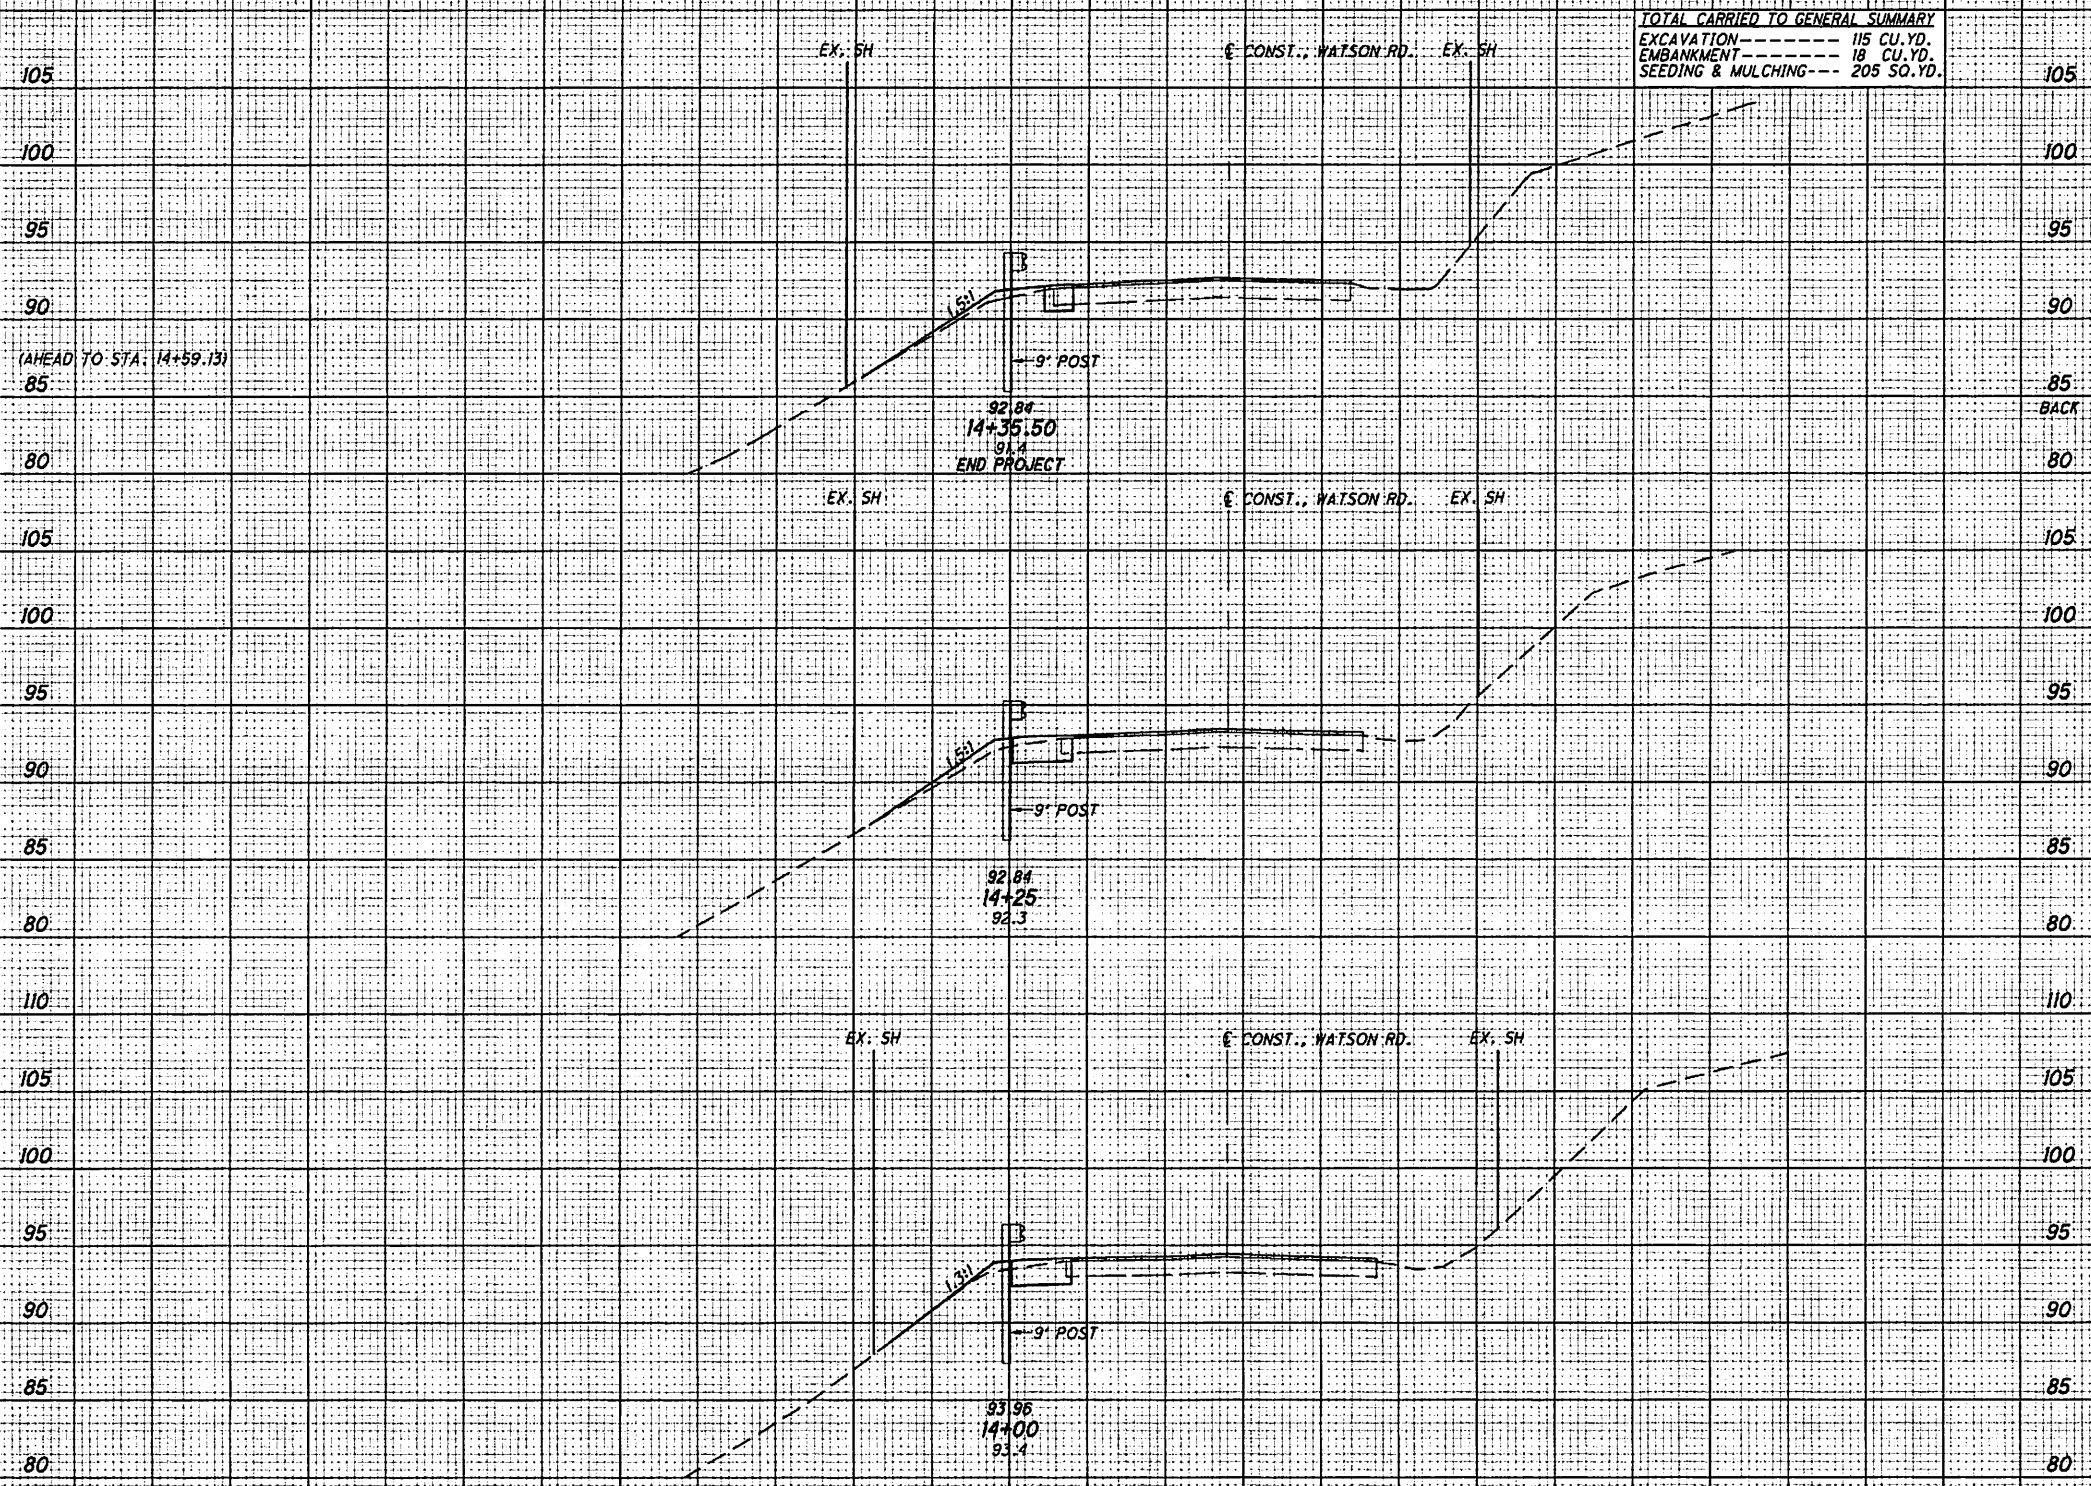 TOTAL CARRIED TO GENERAL SUMMARY
EXCAVATION--------- 115 CU.YD.
EMBANKMENT--------- 18 CU.YD.
SEEDING & MULCHING--- 205 SQ.YD.
EX. SH
℄ CONST., WATSON RD.
EX. SH
105
105
100
100
95
95
1.5:1
90
90
(AHEAD TO STA. 14+59.13)
9' POST
85
85
92.84
BACK
14+35.50
91.4
80
END PROJECT
80
EX. SH
℄ CONST., WATSON RD.
EX. SH
105
105
100
100
95
95
1.5:1
90
90
9' POST
85
85
92.84
14+25
92.3
80
80
110
110
EX. SH
℄ CONST., WATSON RD.
EX. SH
105
105
100
100
95
95
1.3:1
90
90
9' POST
85
85
93.96
14+00
93.4
80
80